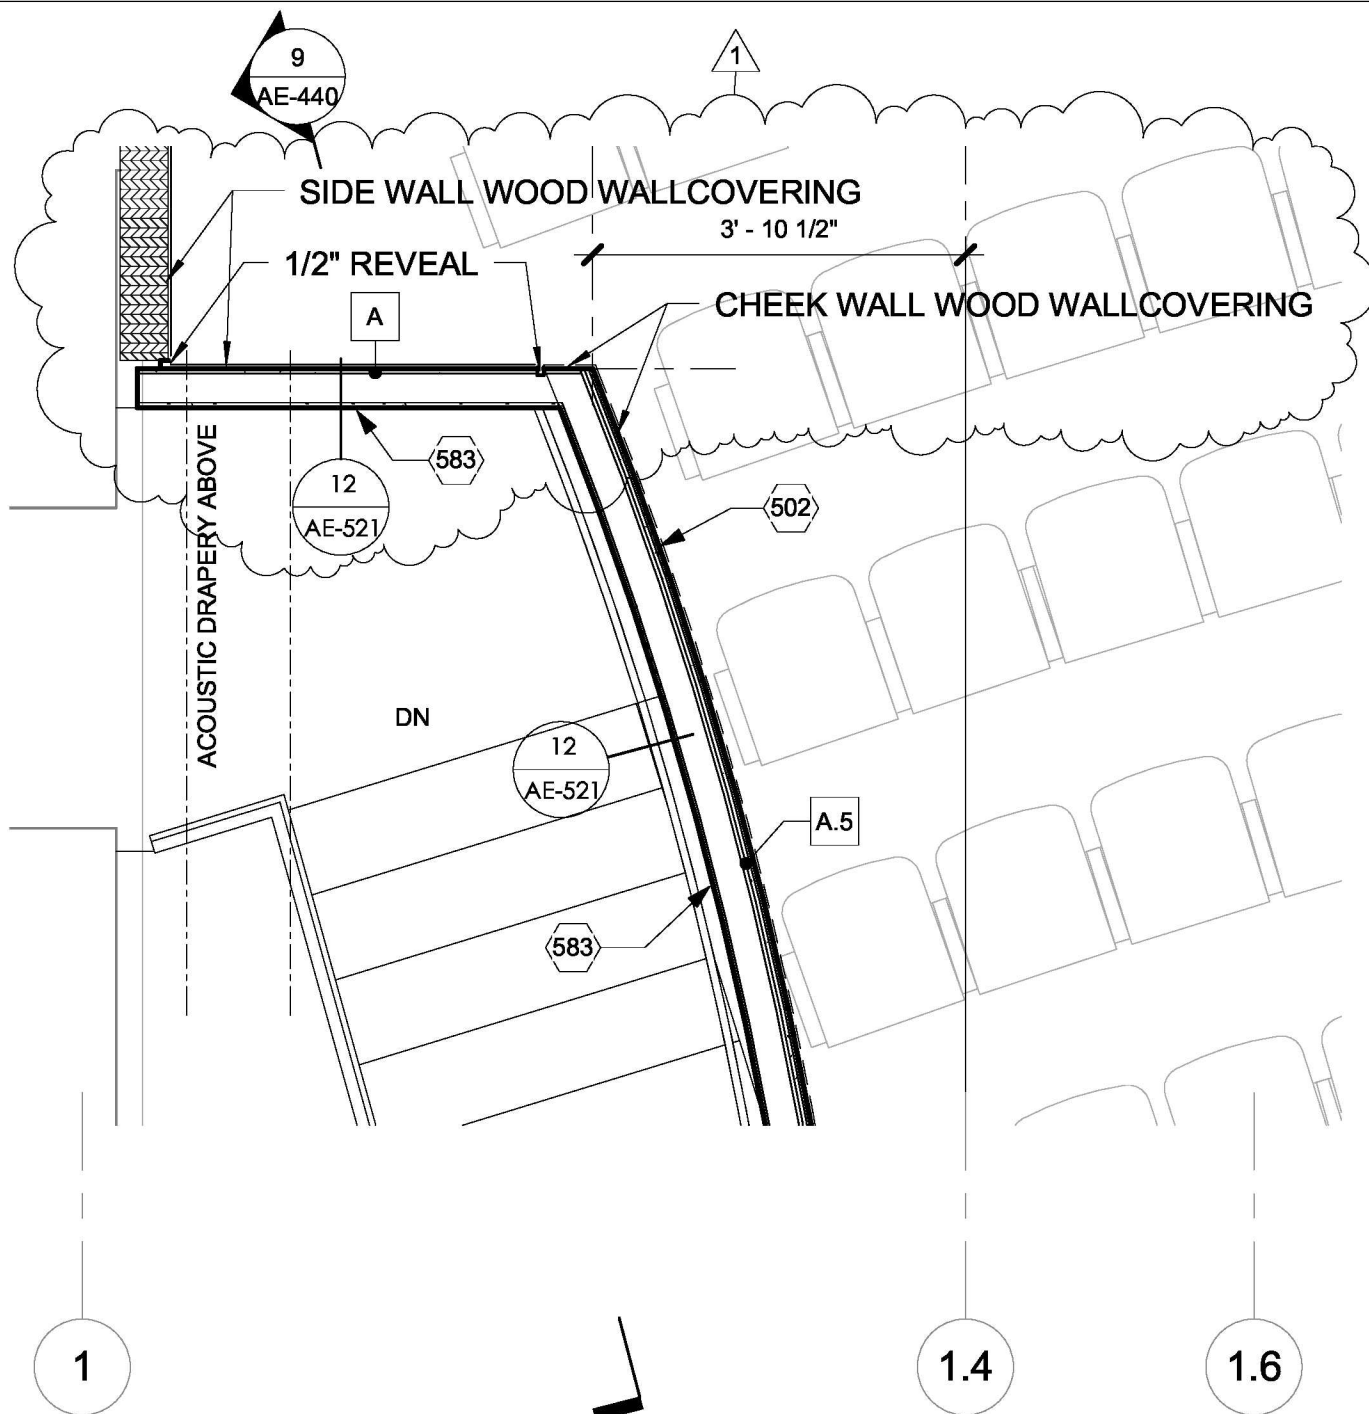 9
AE-440
1
SIDE WALL WOOD WALLCOVERING
3' - 10 1/2"
1/2" REVEAL
CHEEK WALL WOOD WALLCOVERING
A
583
12
AE-521
502
ACOUSTIC DRAPERY ABOVE
DN
12
AE-521
A.5
583
1
1.4
1.6